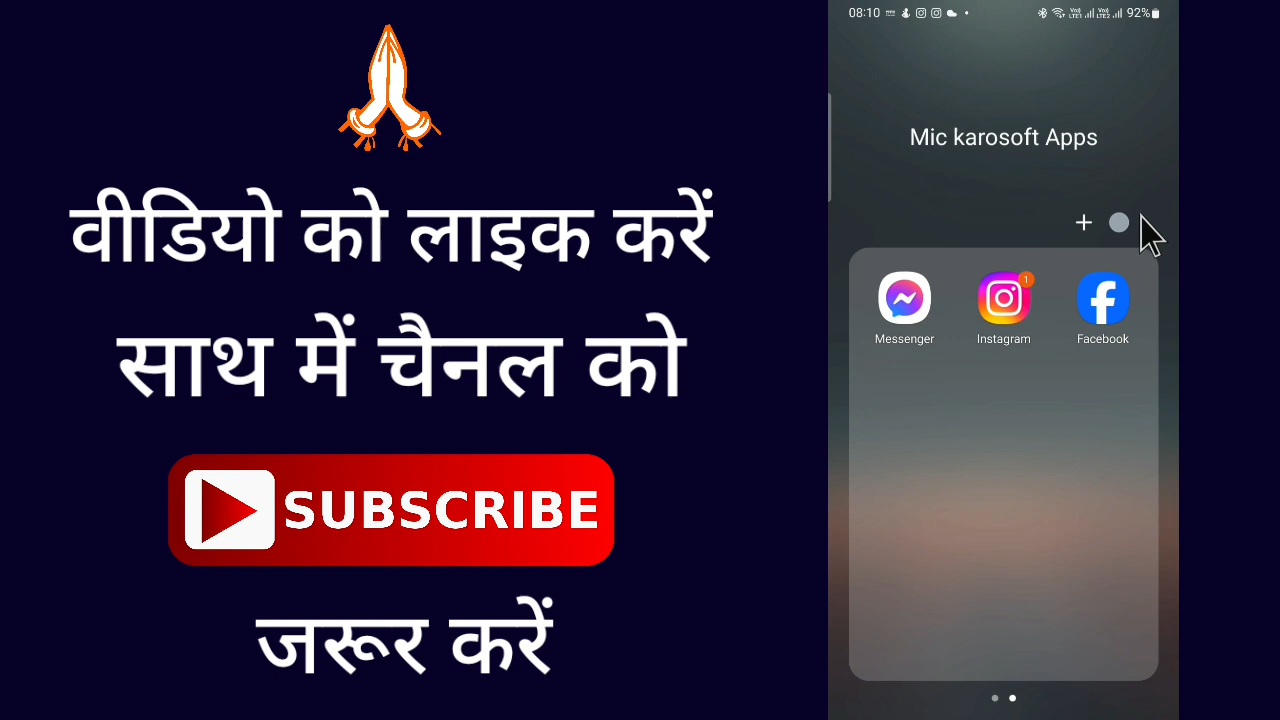 वीडियो को लाइक करें
साथ में चैनल को
SUBSCRIBE
जरूर करें
08:10
92%
Mic karosoft Apps
1
Messenger
Instagram
Facebook